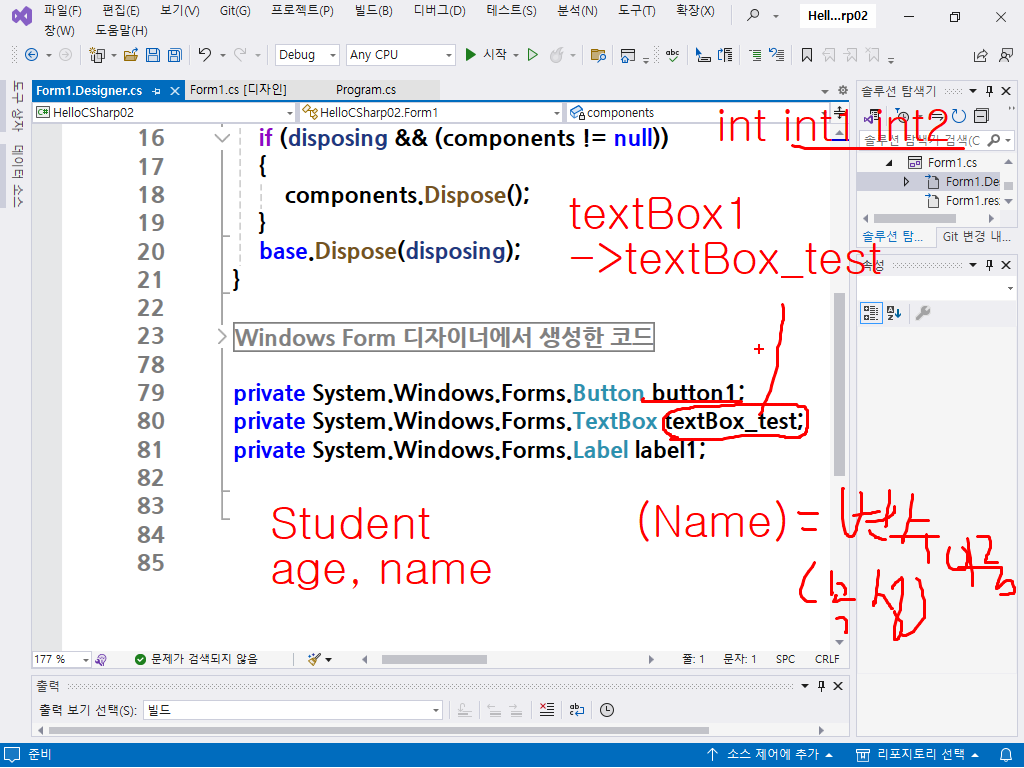 파일(F) 편집(E) 보기(V) Git(G) 프로젝트(P) 빌드(B) 디버그(D) 테스트(S) 분석(N) 도구(T) 확장(X) Hell...rp02
창(W) 도움말(H)
Debug Any CPU 시작
도구 상자
데이터 소스
Form1.Designer.cs Form1.cs [디자인] Program.cs
HelloCSharp02 HelloCSharp02.Form1 components
16 if (disposing && (components != null))
17 {
18 components.Dispose();
19 }
20 base.Dispose(disposing);
21 }
22
23 Windows Form 디자이너에서 생성한 코드
78
79 private System.Windows.Forms.Button button1;
80 private System.Windows.Forms.TextBox textBox_test;
81 private System.Windows.Forms.Label label1;
82
83
84
85
int int1 int2
textBox1
->textBox_test
Student
age, name
(Name) = 변수
솔루션 탐색기
솔루션 탐색기 검색(C
Form1.cs
Form1.De
Form1.res
솔루션 탐... Git 변경 내...
속성
177 % 문제가 검색되지 않음 줄: 1 문자: 1 SPC CRLF
출력
출력 보기 선택(S): 빌드
준비 소스 제어에 추가 리포지토리 선택